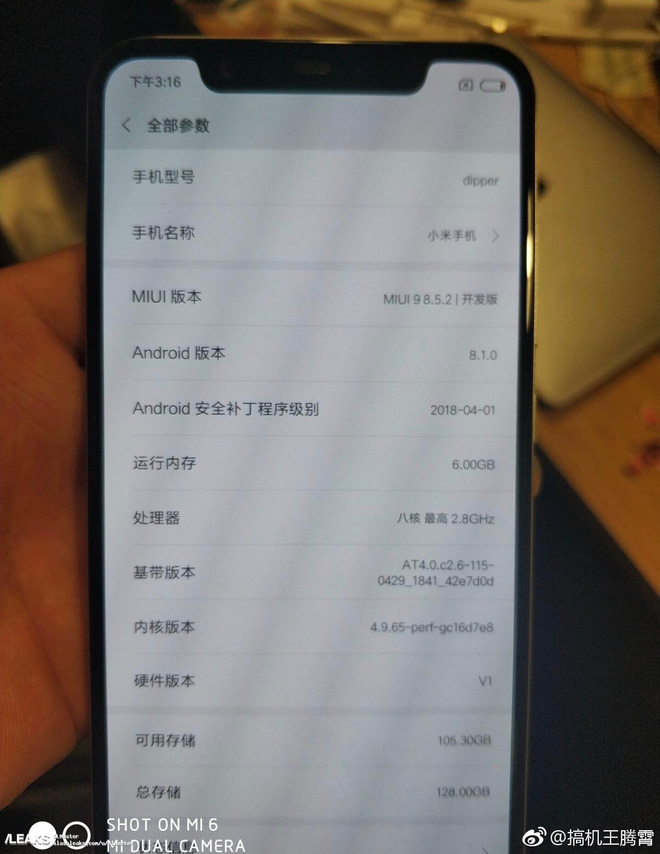 下午3:16
全部参数
手机型号 dipper
手机名称 小米手机
MIUI 版本 MIUI 9 8.5.2 | 开发版
Android 版本 8.1.0
Android 安全补丁程序级别 2018-04-01
运行内存 6.00GB
处理器 八核 最高 2.8GHz
基带版本 AT4.0.c2.6-115-
0429_1841_42e7d0d
内核版本 4.9.65-perf-gc16d7e8
硬件版本 V1
可用存储 105.30GB
总存储 128.00GB
/LEAKS
SHOT ON MI 6
MI DUAL CAMERA
@搞机王腾霄